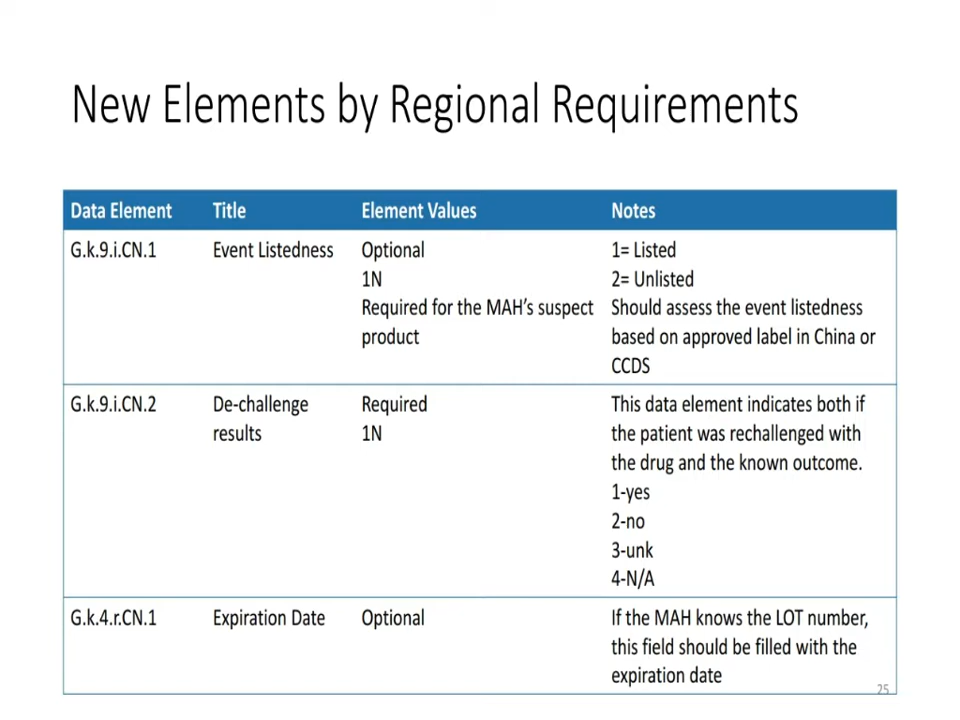 New Elements by Regional Requirements
Data Element Title Element Values Notes
G.k.9.i.CN.1 Event Listedness Optional 1= Listed
1N 2= Unlisted
Required for the MAH's suspect Should assess the event listedness
product based on approved label in China or
CCDS
G.k.9.i.CN.2 De-challenge Required This data element indicates both if
results 1N the patient was rechallenged with
the drug and the known outcome.
1-yes
2-no
3-unk
4-N/A
G.k.4.r.CN.1 Expiration Date Optional If the MAH knows the LOT number,
this field should be filled with the
expiration date
25